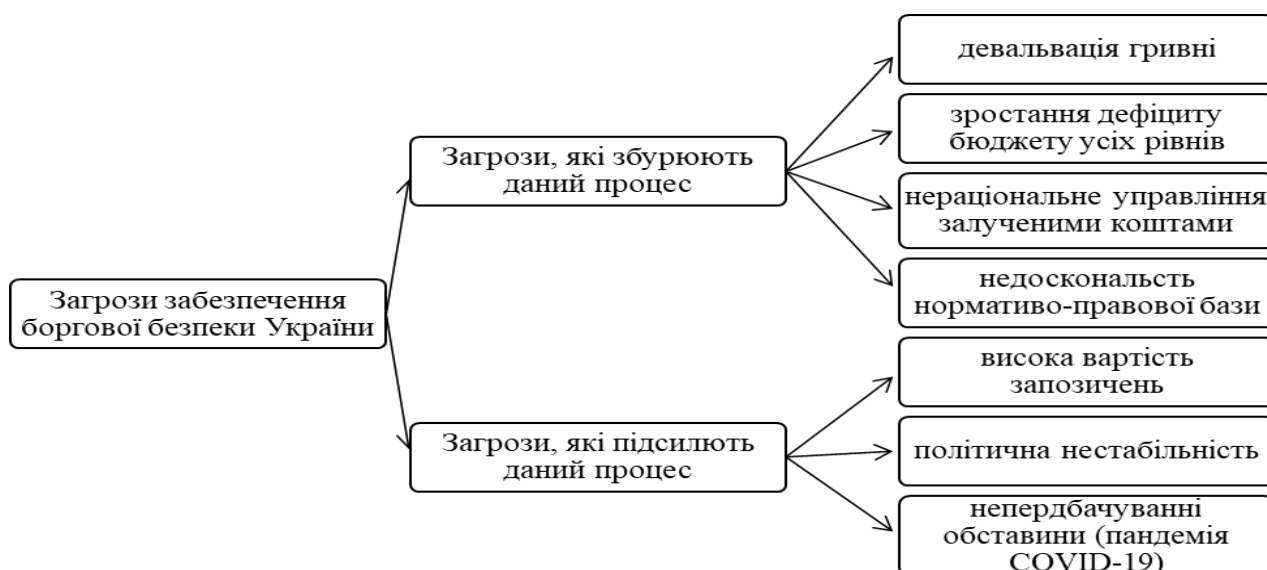 Загрози забезпечення
боргової безпеки України
Загрози, які збурюють
даний процес
девальвація гривні
зростання дефіциту
бюджету усіх рівнів
нераціональне управління
залученими коштами
недоскональсть
нормативо-правової бази
Загрози, які підсилють
даний процес
висока вартість
запозичень
політична нестабільність
непердбачуванні
обставини (пандемія
COVID-19)